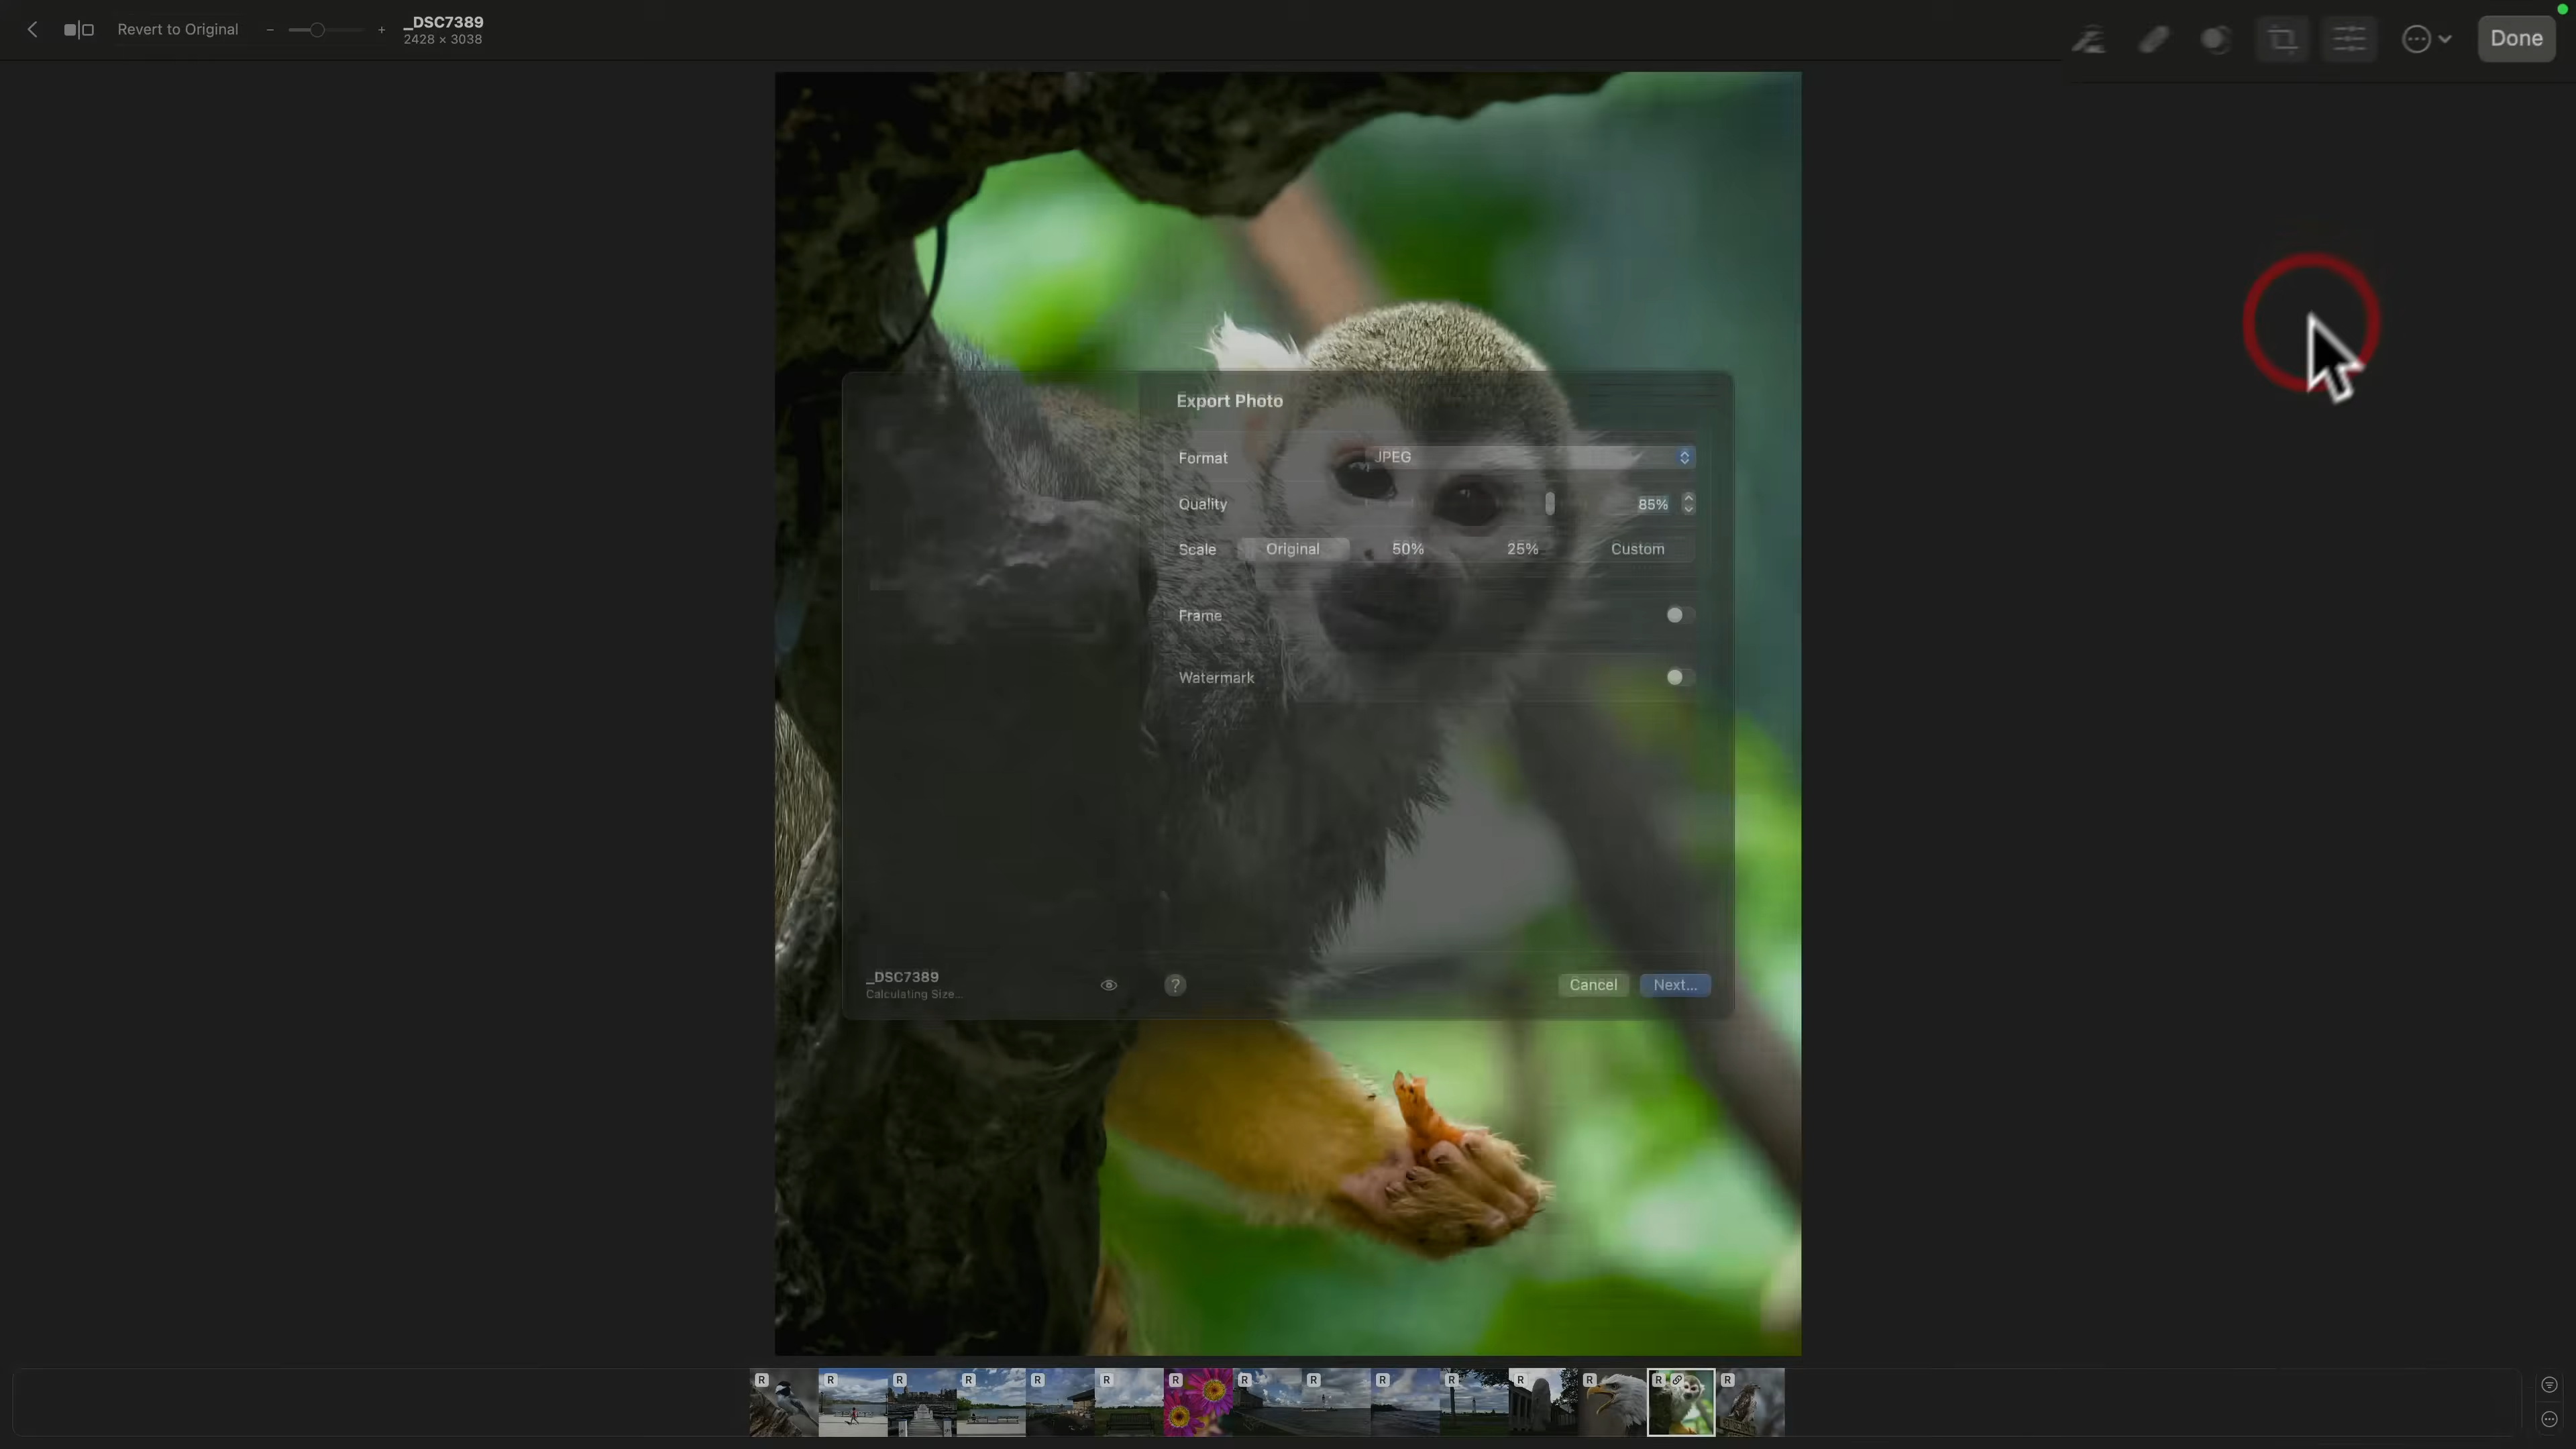 Revert to Original
_DSC7389
2428 × 3038
Done
Export Photo
Format JPEG
Quality 85%
Scale Original 50% 25% Custom
Frame
Watermark
_DSC7389
Calculating Size...
?
Cancel Next...
R R R R R R R R R R R R R R R